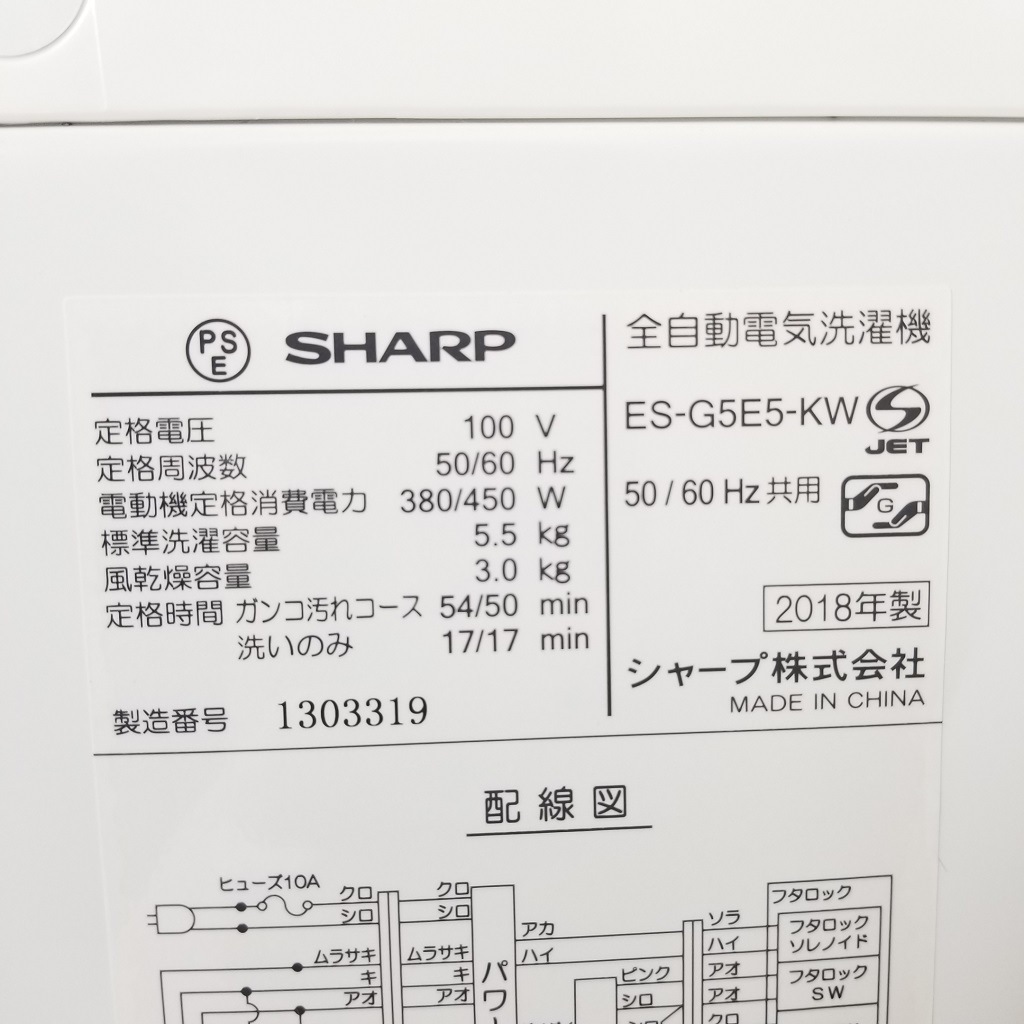 PSE SHARP
定格電圧 100 V
定格周波数 50/60 Hz
電動機定格消費電力 380/450 W
標準洗濯容量 5.5 kg
風乾燥容量 3.0 kg
定格時間 ガンコ汚れコース 54/50 min
洗いのみ 17/17 min
製造番号 1303319
全自動電気洗濯機
ES-G5E5-KW
JET
50/60 Hz 共用
G
2018年製
シャープ株式会社
MADE IN CHINA
配線図
ヒューズ10A
クロ
シロ
ムラサキ
キ
アオ
クロ
シロ
ムラサキ
キ
アオ
パワー
アカ
ハイ
ピンク
シロ
シロ
ソラ
ハイ
アオ
アオ
クロ
フタロック
フタロック
ソレノイド
フタロック
SW